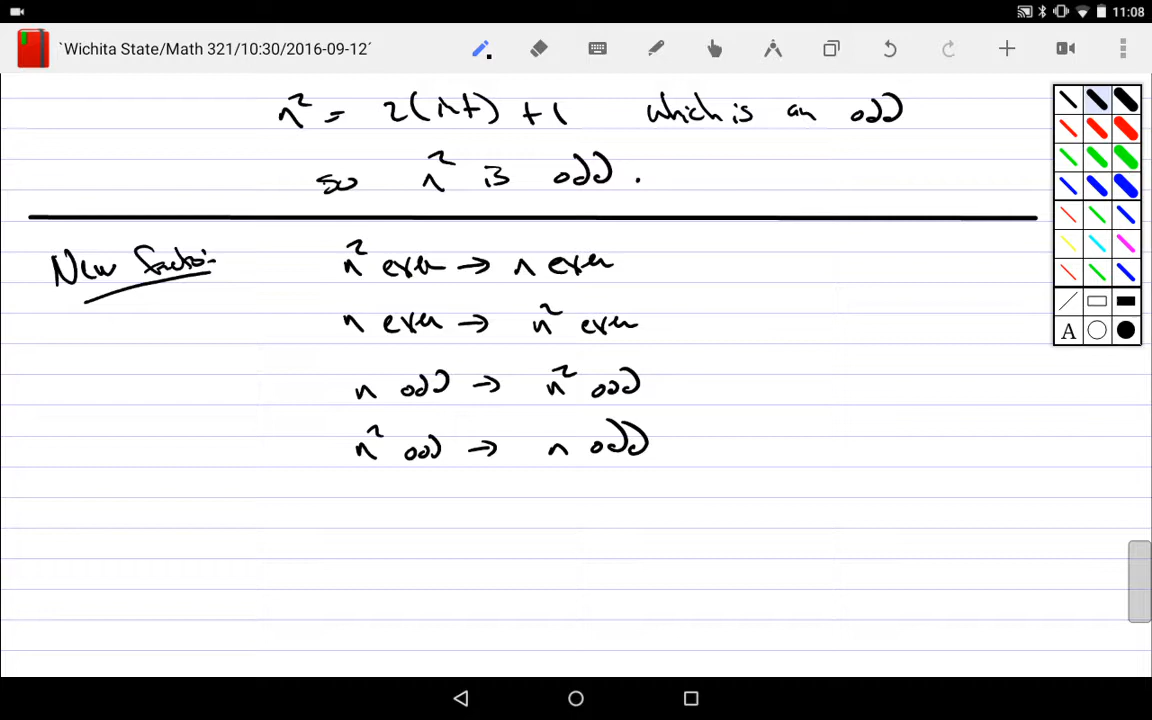 11:08
`Wichita State/Math 321/10:30/2016-09-12´
n² = 2(int) + 1 which is an odd
so n² is odd.
New facts:
n² even → n even
n even → n² even
n odd → n² odd
n² odd → n odd
A